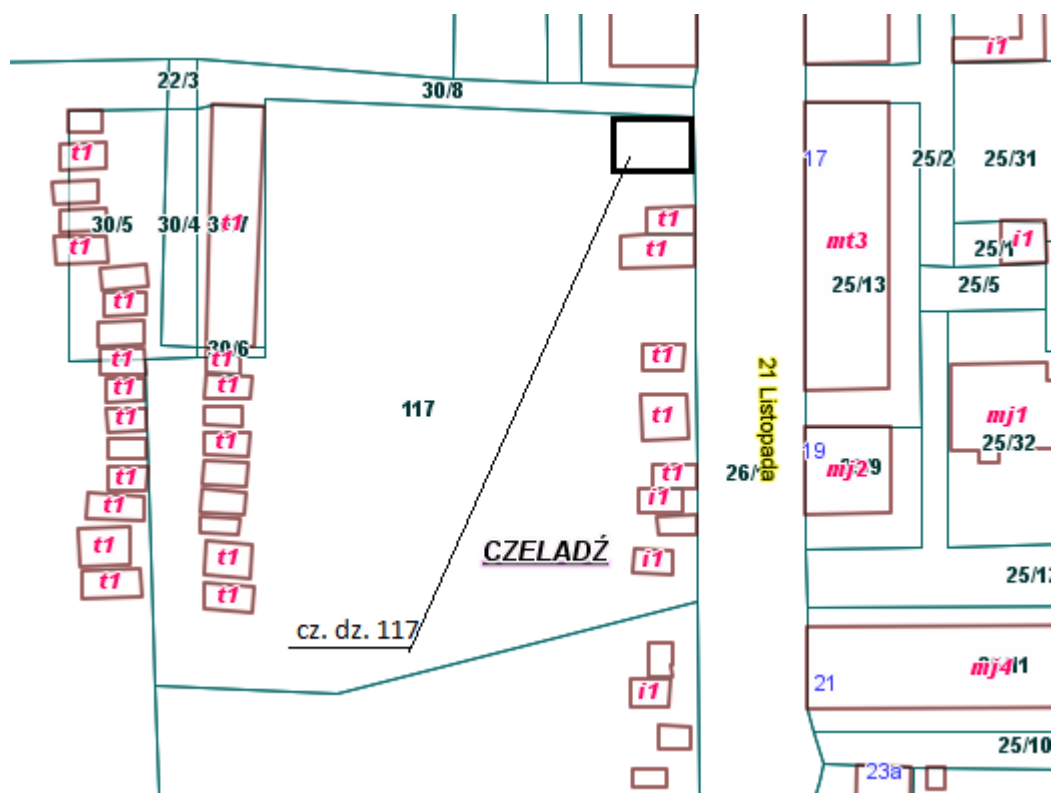 i1
22/3
30/8
t1
17
25/2
25/31
30/5
30/4
t1
t1
t1
t1
mt3
25/1
i1
25/13
25/5
t1
30/6
t1
t1
t1
t1
t1
117
21 Listopada
t1
t1
t1
mj1
25/32
19
mj2
t1
t1
26/
t1
i1
t1
t1
CZELADŹ
i1
25/12
t1
t1
cz. dz. 117
i1
21
mj4
25/10
23a